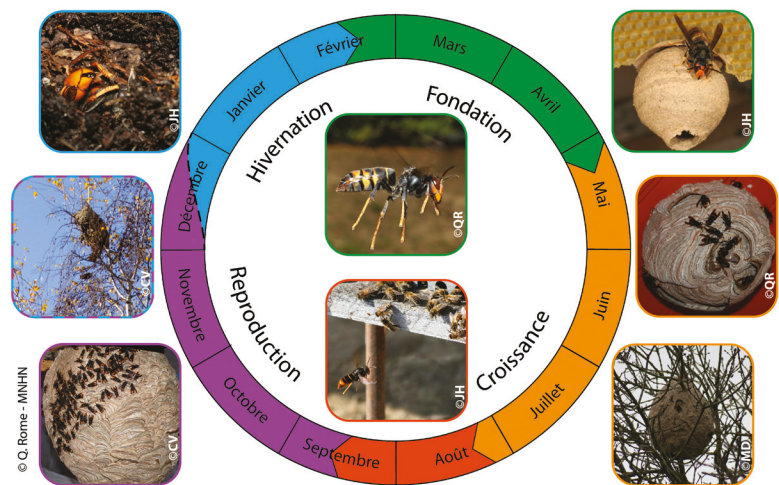 Janvier
Février
Mars
Avril
Mai
Juin
Juillet
Août
Septembre
Octobre
Novembre
Décembre
Hivernation
Fondation
Croissance
Reproduction
©JH
©JH
©CV
©QR
©QR
©CV
©JH
©MDJ
© Q. Rome - MNHN